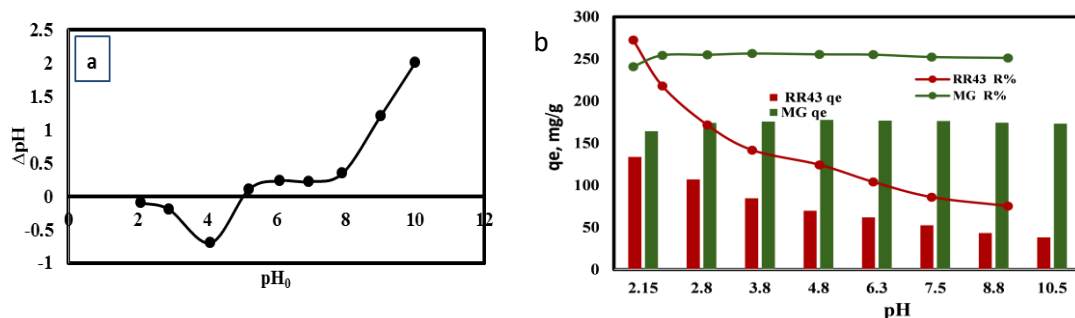 a
2.5
2
1.5
1
0.5
0
-0.5
-1
0 2 4 6 8 10 12
ΔpH
pH0
b
300
250
200
150
100
50
0
qe, mg/g
RR43 R%
MG R%
RR43 qe
MG qe
2.15 2.8 3.8 4.8 6.3 7.5 8.8 10.5
pH